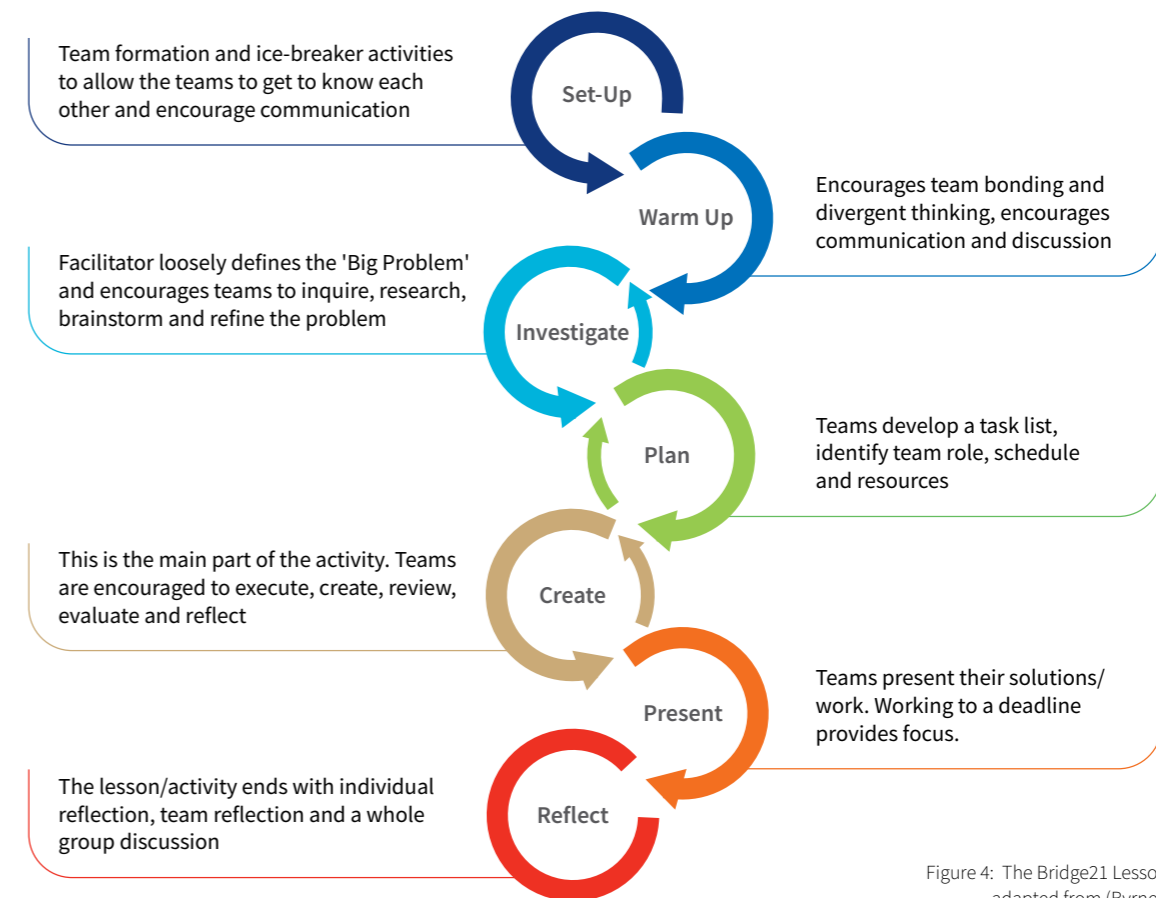 Team formation and ice-breaker activities
to allow the teams to get to know each
other and encourage communication
Set-Up
Warm Up
Encourages team bonding and
divergent thinking, encourages
communication and discussion
Facilitator loosely defines the 'Big Problem'
and encourages teams to inquire, research,
brainstorm and refine the problem
Investigate
Plan
Teams develop a task list,
identify team role, schedule
and resources
This is the main part of the activity. Teams
are encouraged to execute, create, review,
evaluate and reflect
Create
Present
Teams present their solutions/
work. Working to a deadline
provides focus.
The lesson/activity ends with individual
reflection, team reflection and a whole
group discussion
Reflect
Figure 4: The Bridge21 Lesso
adapted from